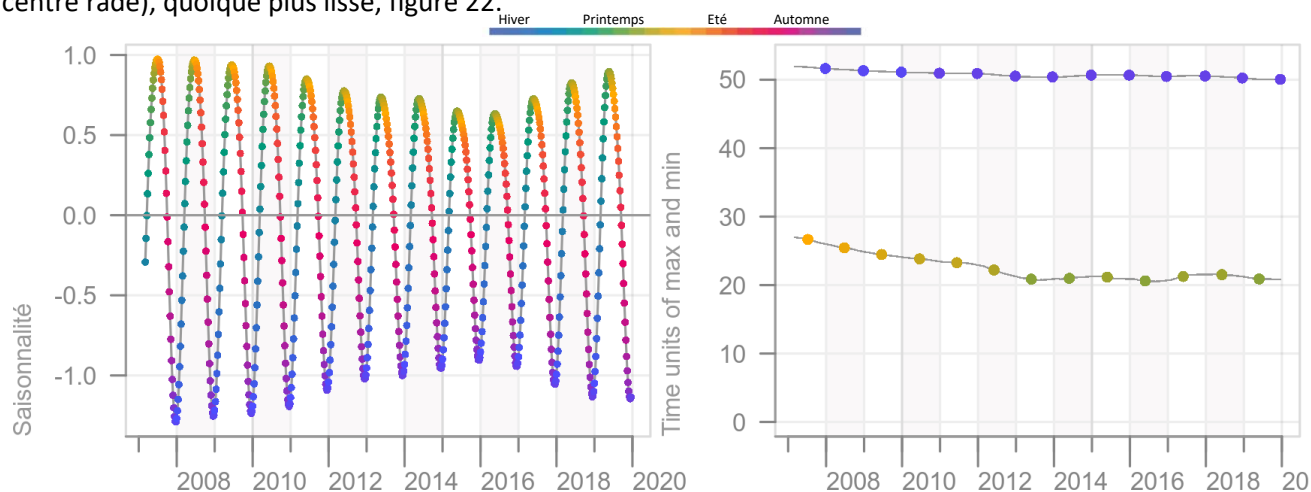 centre rade), quoique plus lissé, figure 22.
Hiver Printemps Eté Automne
1.0
0.5
0.0
-0.5
-1.0
Saisonnalité
2008 2010 2012 2014 2016 2018 2020
50
40
30
20
10
0
Time units of max and min
2008 2010 2012 2014 2016 2018 20